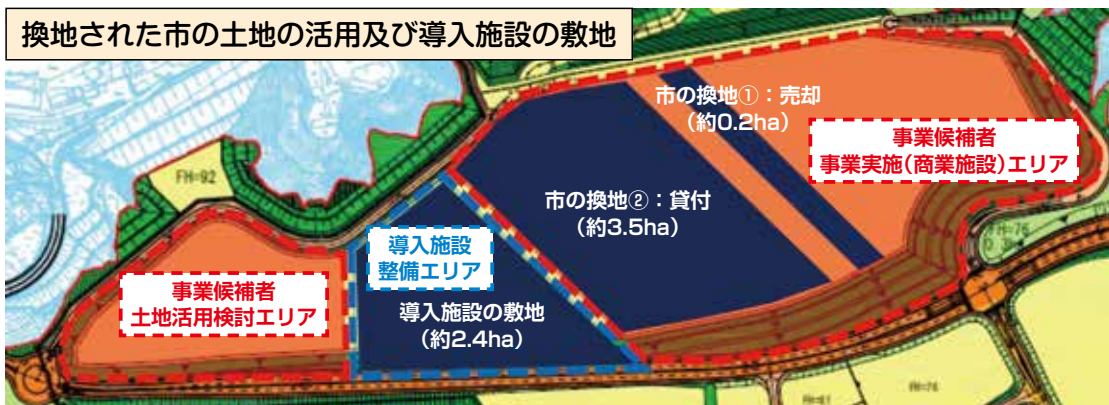 換地された市の土地の活用及び導入施設の敷地
市の換地①：売却
（約0.2ha）
事業候補者
事業実施（商業施設）エリア
FH=92
市の換地②：貸付
（約3.5ha）
導入施設
整備エリア
事業候補者
土地活用検討エリア
導入施設の敷地
（約2.4ha）
FH=76
FH=76